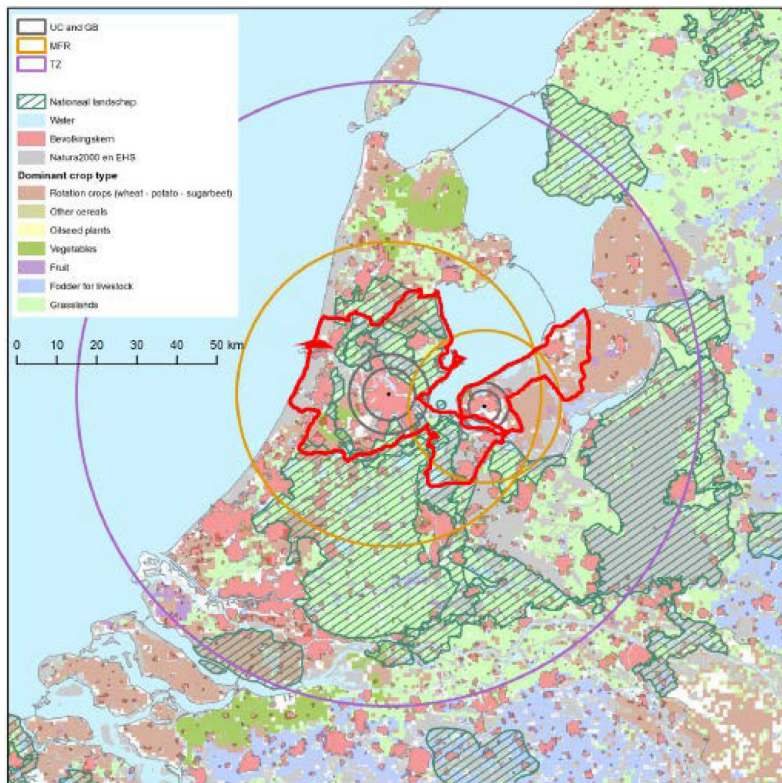 UC and GB
MFR
TZ
Nationaal landschap
Water
Bevolkingskern
Natura2000 en EHS
Dominant crop type
Rotation crops (wheat - potato - sugarbeet)
Other cereals
Oilseed plants
Vegetables
Fruit
Fodder for livestock
Grasslands
0 10 20 30 40 50 km